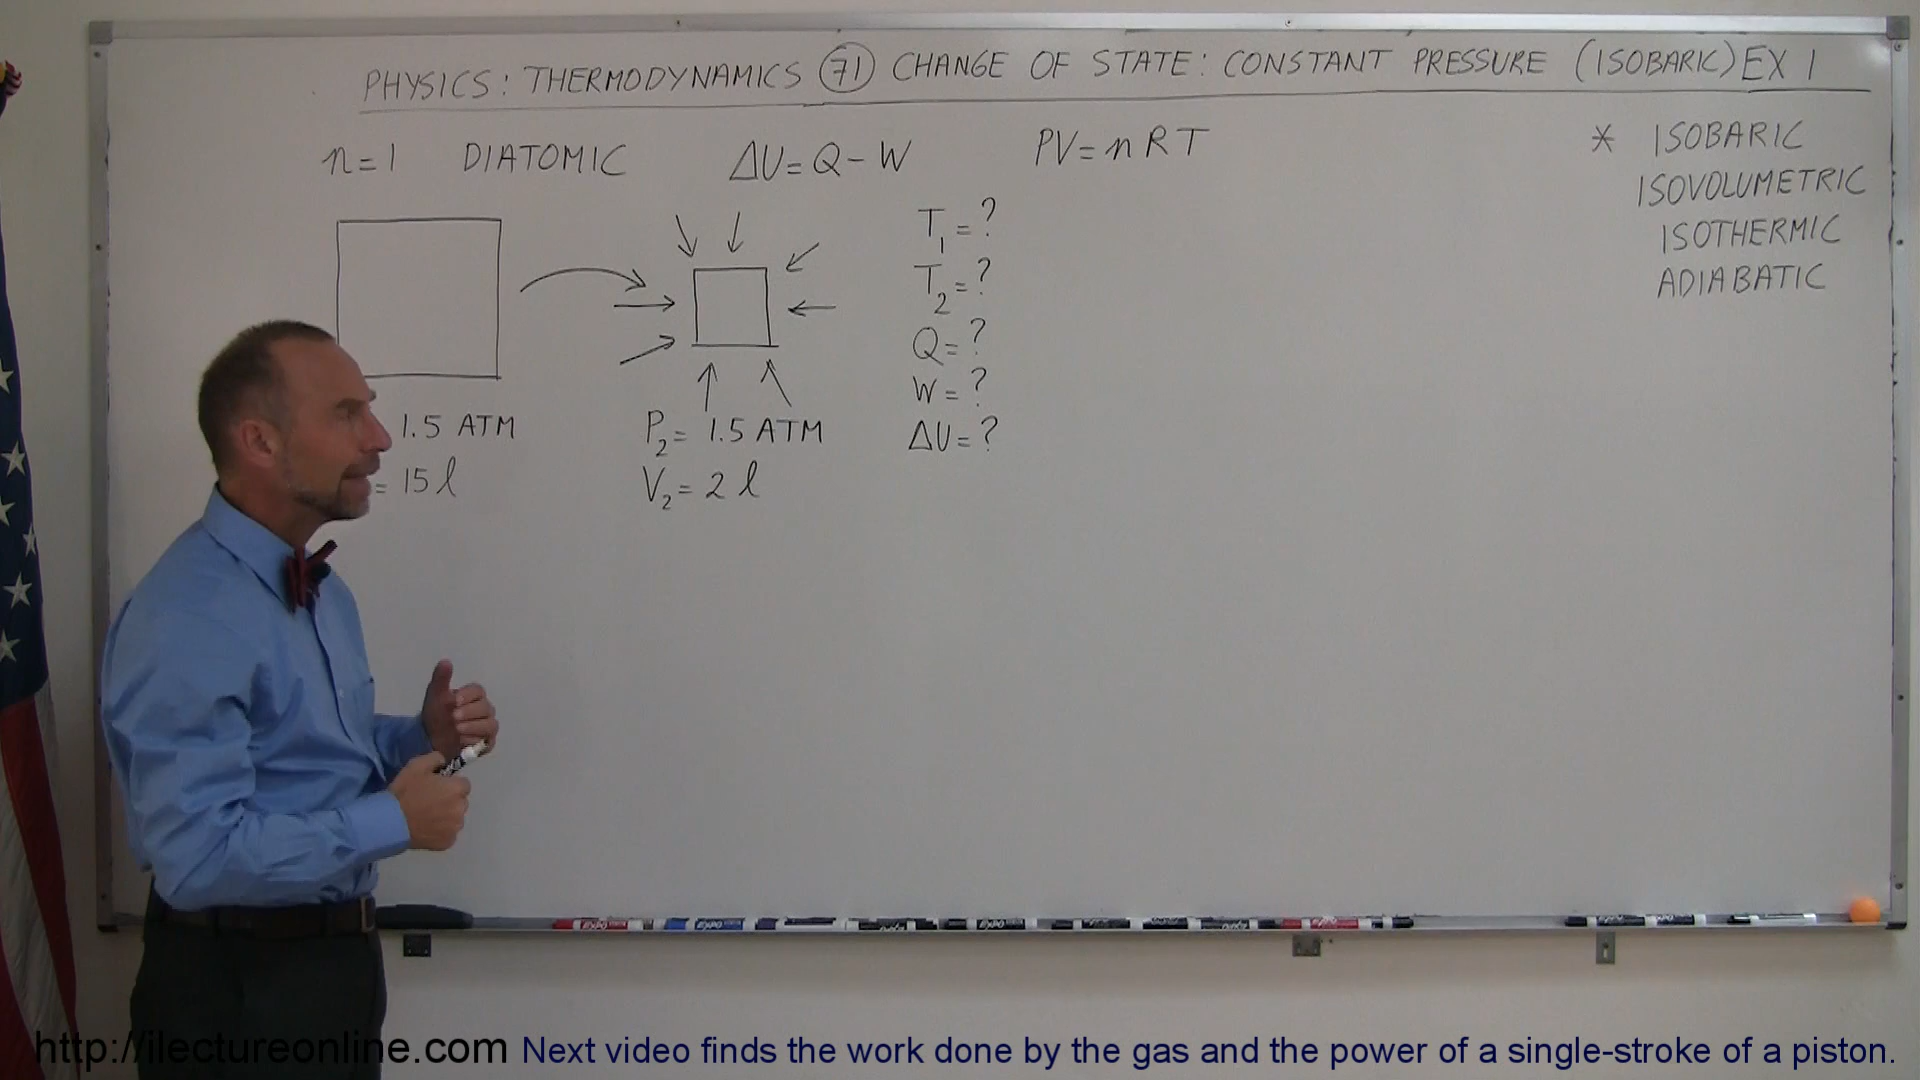 PHYSICS: THERMODYNAMICS (71) CHANGE OF STATE: CONSTANT PRESSURE (ISOBARIC) EX 1
n=1 DIATOMIC ΔU=Q-W PV=nRT
* ISOBARIC
ISOVOLUMETRIC
ISOTHERMIC
ADIABATIC
T₁=?
T₂=?
Q=?
W=?
ΔU=?
1.5 ATM
= 15 l
P₂= 1.5 ATM
V₂= 2 l
http://ilectureonline.com Next video finds the work done by the gas and the power of a single-stroke of a piston.